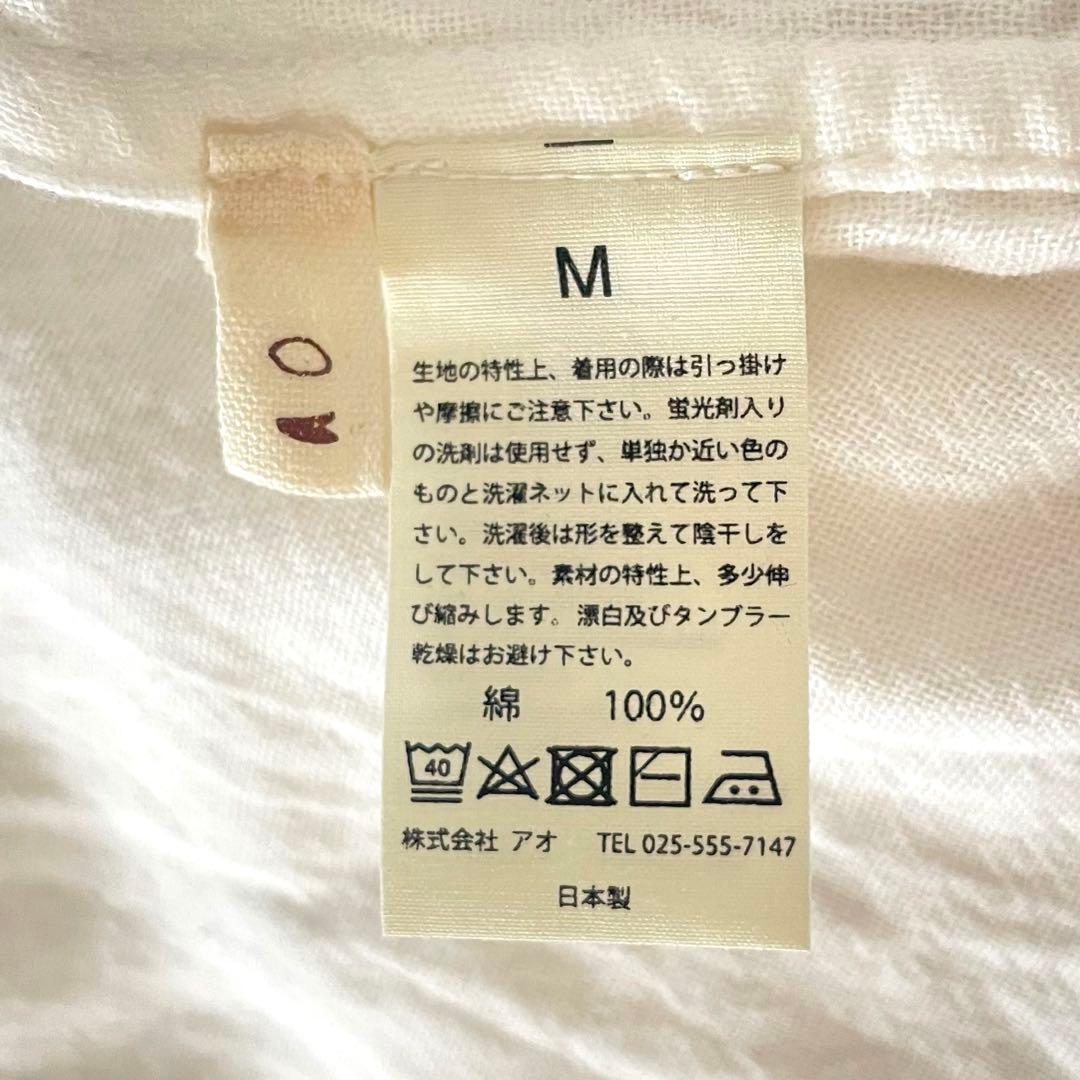 AO
M
生地の特性上、着用の際は引っ掛け
や摩擦にご注意下さい。蛍光剤入り
の洗剤は使用せず、単独か近い色の
ものと洗濯ネットに入れて洗って下
さい。洗濯後は形を整えて陰干しを
して下さい。素材の特性上、多少伸
び縮みします。漂白及びタンブラー
乾燥はお避け下さい。
綿 100%
40
株式会社 アオ TEL 025-555-7147
日本製